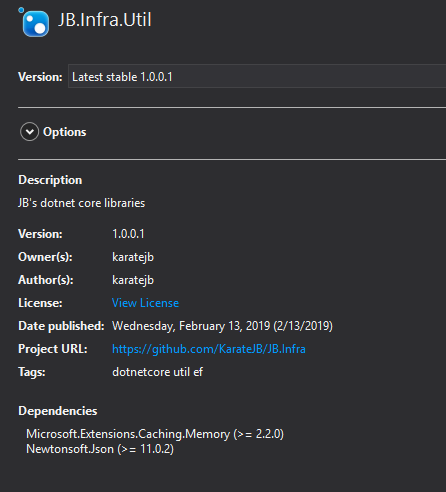 JB.Infra.Util
Version: Latest stable 1.0.0.1
Options
Description
JB's dotnet core libraries
Version: 1.0.0.1
Owner(s): karatejb
Author(s): karatejb
License: View License
Date published: Wednesday, February 13, 2019 (2/13/2019)
Project URL: https://github.com/KarateJB/JB.Infra
Tags: dotnetcore util ef
Dependencies
Microsoft.Extensions.Caching.Memory (>= 2.2.0)
Newtonsoft.Json (>= 11.0.2)